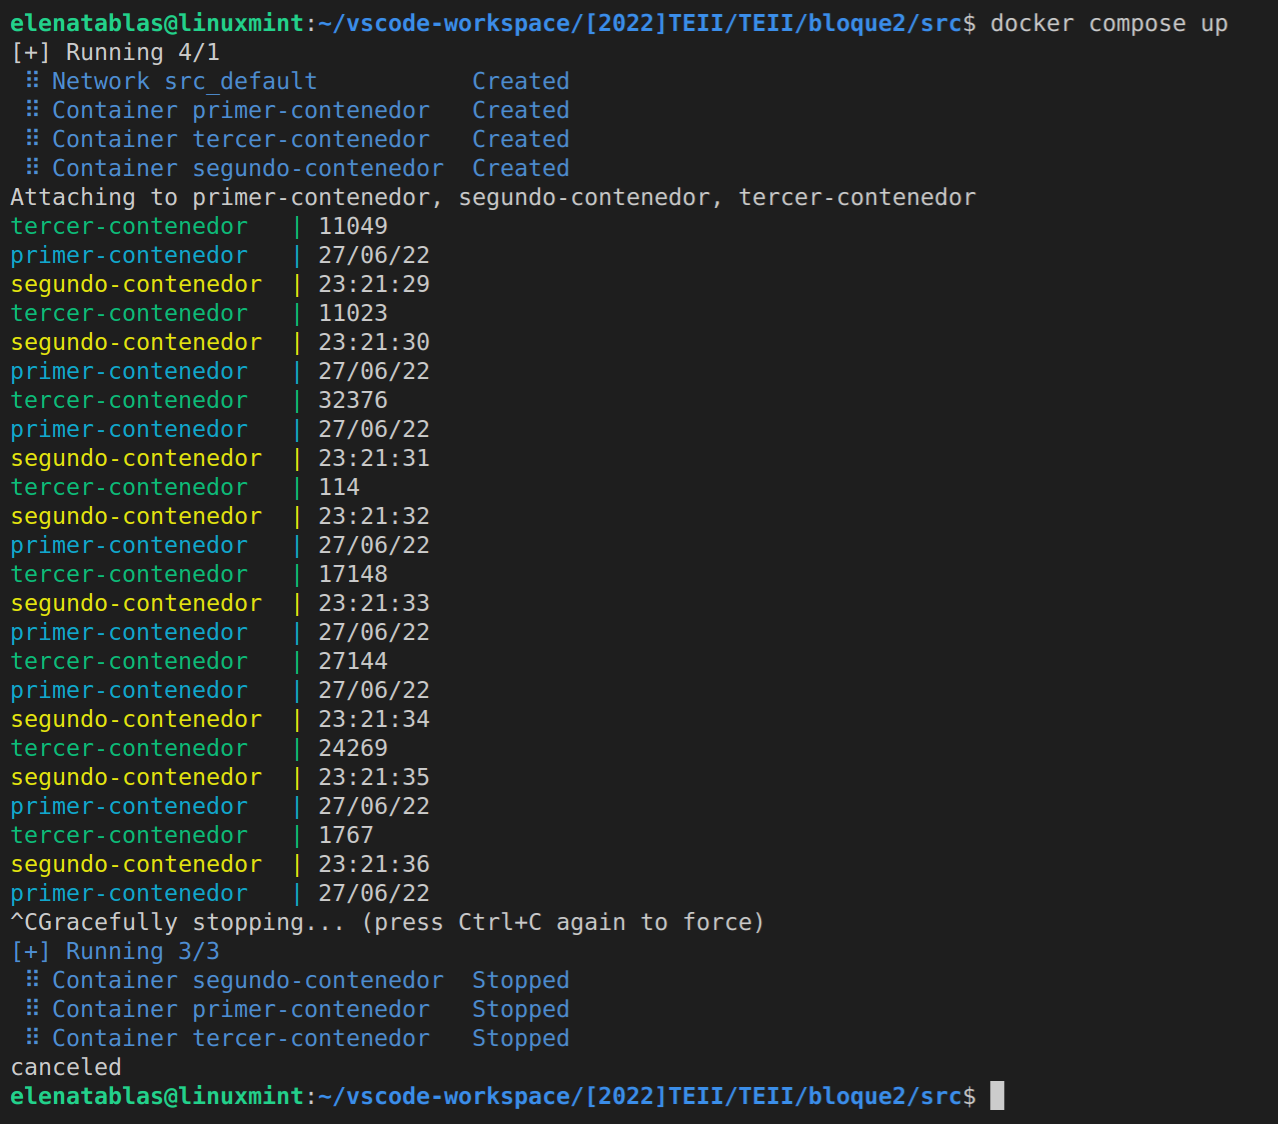 elenatablas@linuxmint:~/vscode-workspace/[2022]TEII/TEII/bloque2/src$ docker compose up
[+] Running 4/1
⠿ Network src_default Created
⠿ Container primer-contenedor Created
⠿ Container tercer-contenedor Created
⠿ Container segundo-contenedor Created
Attaching to primer-contenedor, segundo-contenedor, tercer-contenedor
tercer-contenedor | 11049
primer-contenedor | 27/06/22
segundo-contenedor | 23:21:29
tercer-contenedor | 11023
segundo-contenedor | 23:21:30
primer-contenedor | 27/06/22
tercer-contenedor | 32376
primer-contenedor | 27/06/22
segundo-contenedor | 23:21:31
tercer-contenedor | 114
segundo-contenedor | 23:21:32
primer-contenedor | 27/06/22
tercer-contenedor | 17148
segundo-contenedor | 23:21:33
primer-contenedor | 27/06/22
tercer-contenedor | 27144
primer-contenedor | 27/06/22
segundo-contenedor | 23:21:34
tercer-contenedor | 24269
segundo-contenedor | 23:21:35
primer-contenedor | 27/06/22
tercer-contenedor | 1767
segundo-contenedor | 23:21:36
primer-contenedor | 27/06/22
^CGracefully stopping... (press Ctrl+C again to force)
[+] Running 3/3
⠿ Container segundo-contenedor Stopped
⠿ Container primer-contenedor Stopped
⠿ Container tercer-contenedor Stopped
canceled
elenatablas@linuxmint:~/vscode-workspace/[2022]TEII/TEII/bloque2/src$